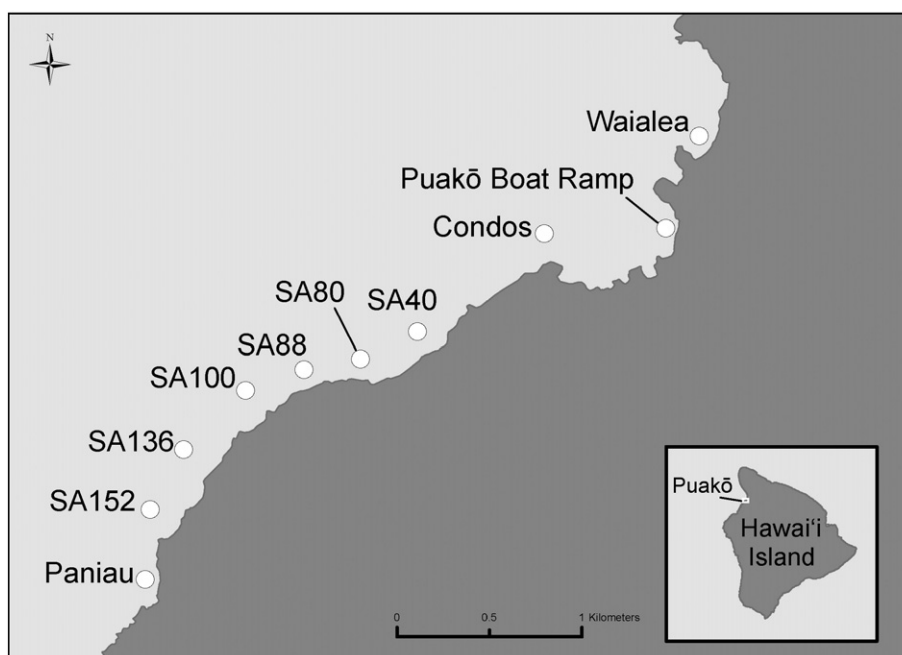 N
Waialea
Puakō Boat Ramp
Condos
SA80
SA40
SA88
SA100
SA136
SA152
Paniau
Puakō
Hawaiʻi
Island
0 0.5 1 Kilometers